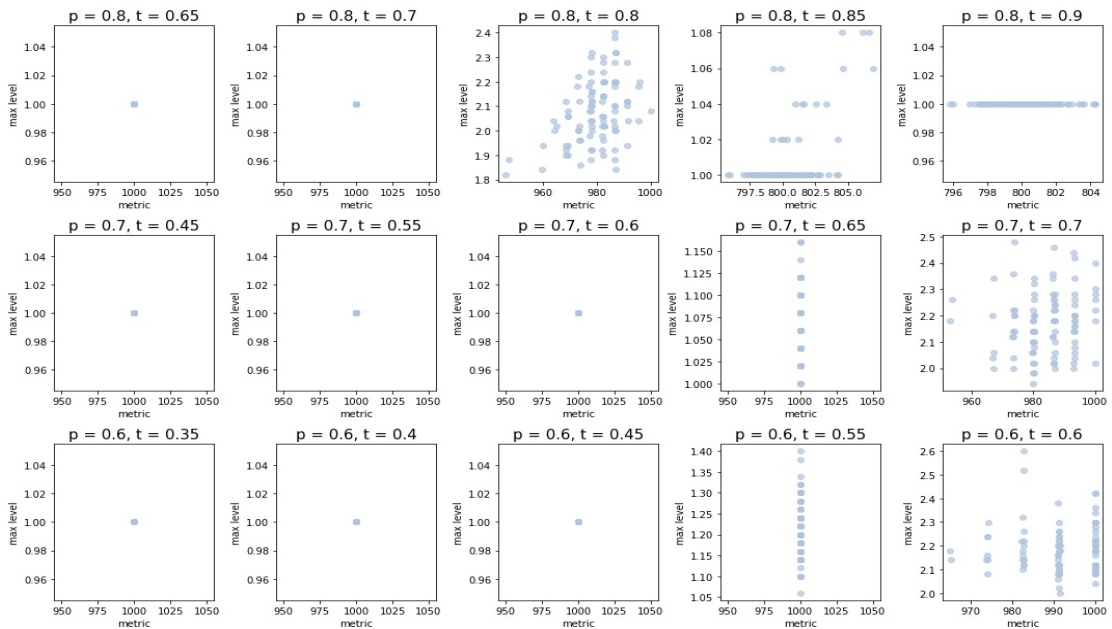 p = 0.8, t = 0.65
max level
1.04
1.02
1.00
0.98
0.96
950 975 1000 1025 1050
metric
p = 0.8, t = 0.7
max level
1.04
1.02
1.00
0.98
0.96
950 975 1000 1025 1050
metric
p = 0.8, t = 0.8
max level
2.4
2.3
2.2
2.1
2.0
1.9
1.8
960 980 1000
metric
p = 0.8, t = 0.85
max level
1.08
1.06
1.04
1.02
1.00
797.5 800.0 802.5 805.0
metric
p = 0.8, t = 0.9
max level
1.04
1.02
1.00
0.98
0.96
796 798 800 802 804
metric
p = 0.7, t = 0.45
max level
1.04
1.02
1.00
0.98
0.96
950 975 1000 1025 1050
metric
p = 0.7, t = 0.55
max level
1.04
1.02
1.00
0.98
0.96
950 975 1000 1025 1050
metric
p = 0.7, t = 0.6
max level
1.04
1.02
1.00
0.98
0.96
950 975 1000 1025 1050
metric
p = 0.7, t = 0.65
max level
1.150
1.125
1.100
1.075
1.050
1.025
1.000
950 975 1000 1025 1050
metric
p = 0.7, t = 0.7
max level
2.5
2.4
2.3
2.2
2.1
2.0
960 980 1000
metric
p = 0.6, t = 0.35
max level
1.04
1.02
1.00
0.98
0.96
950 975 1000 1025 1050
metric
p = 0.6, t = 0.4
max level
1.04
1.02
1.00
0.98
0.96
950 975 1000 1025 1050
metric
p = 0.6, t = 0.45
max level
1.04
1.02
1.00
0.98
0.96
950 975 1000 1025 1050
metric
p = 0.6, t = 0.55
max level
1.40
1.35
1.30
1.25
1.20
1.15
1.10
1.05
950 975 1000 1025 1050
metric
p = 0.6, t = 0.6
max level
2.6
2.5
2.4
2.3
2.2
2.1
2.0
970 980 990 1000
metric